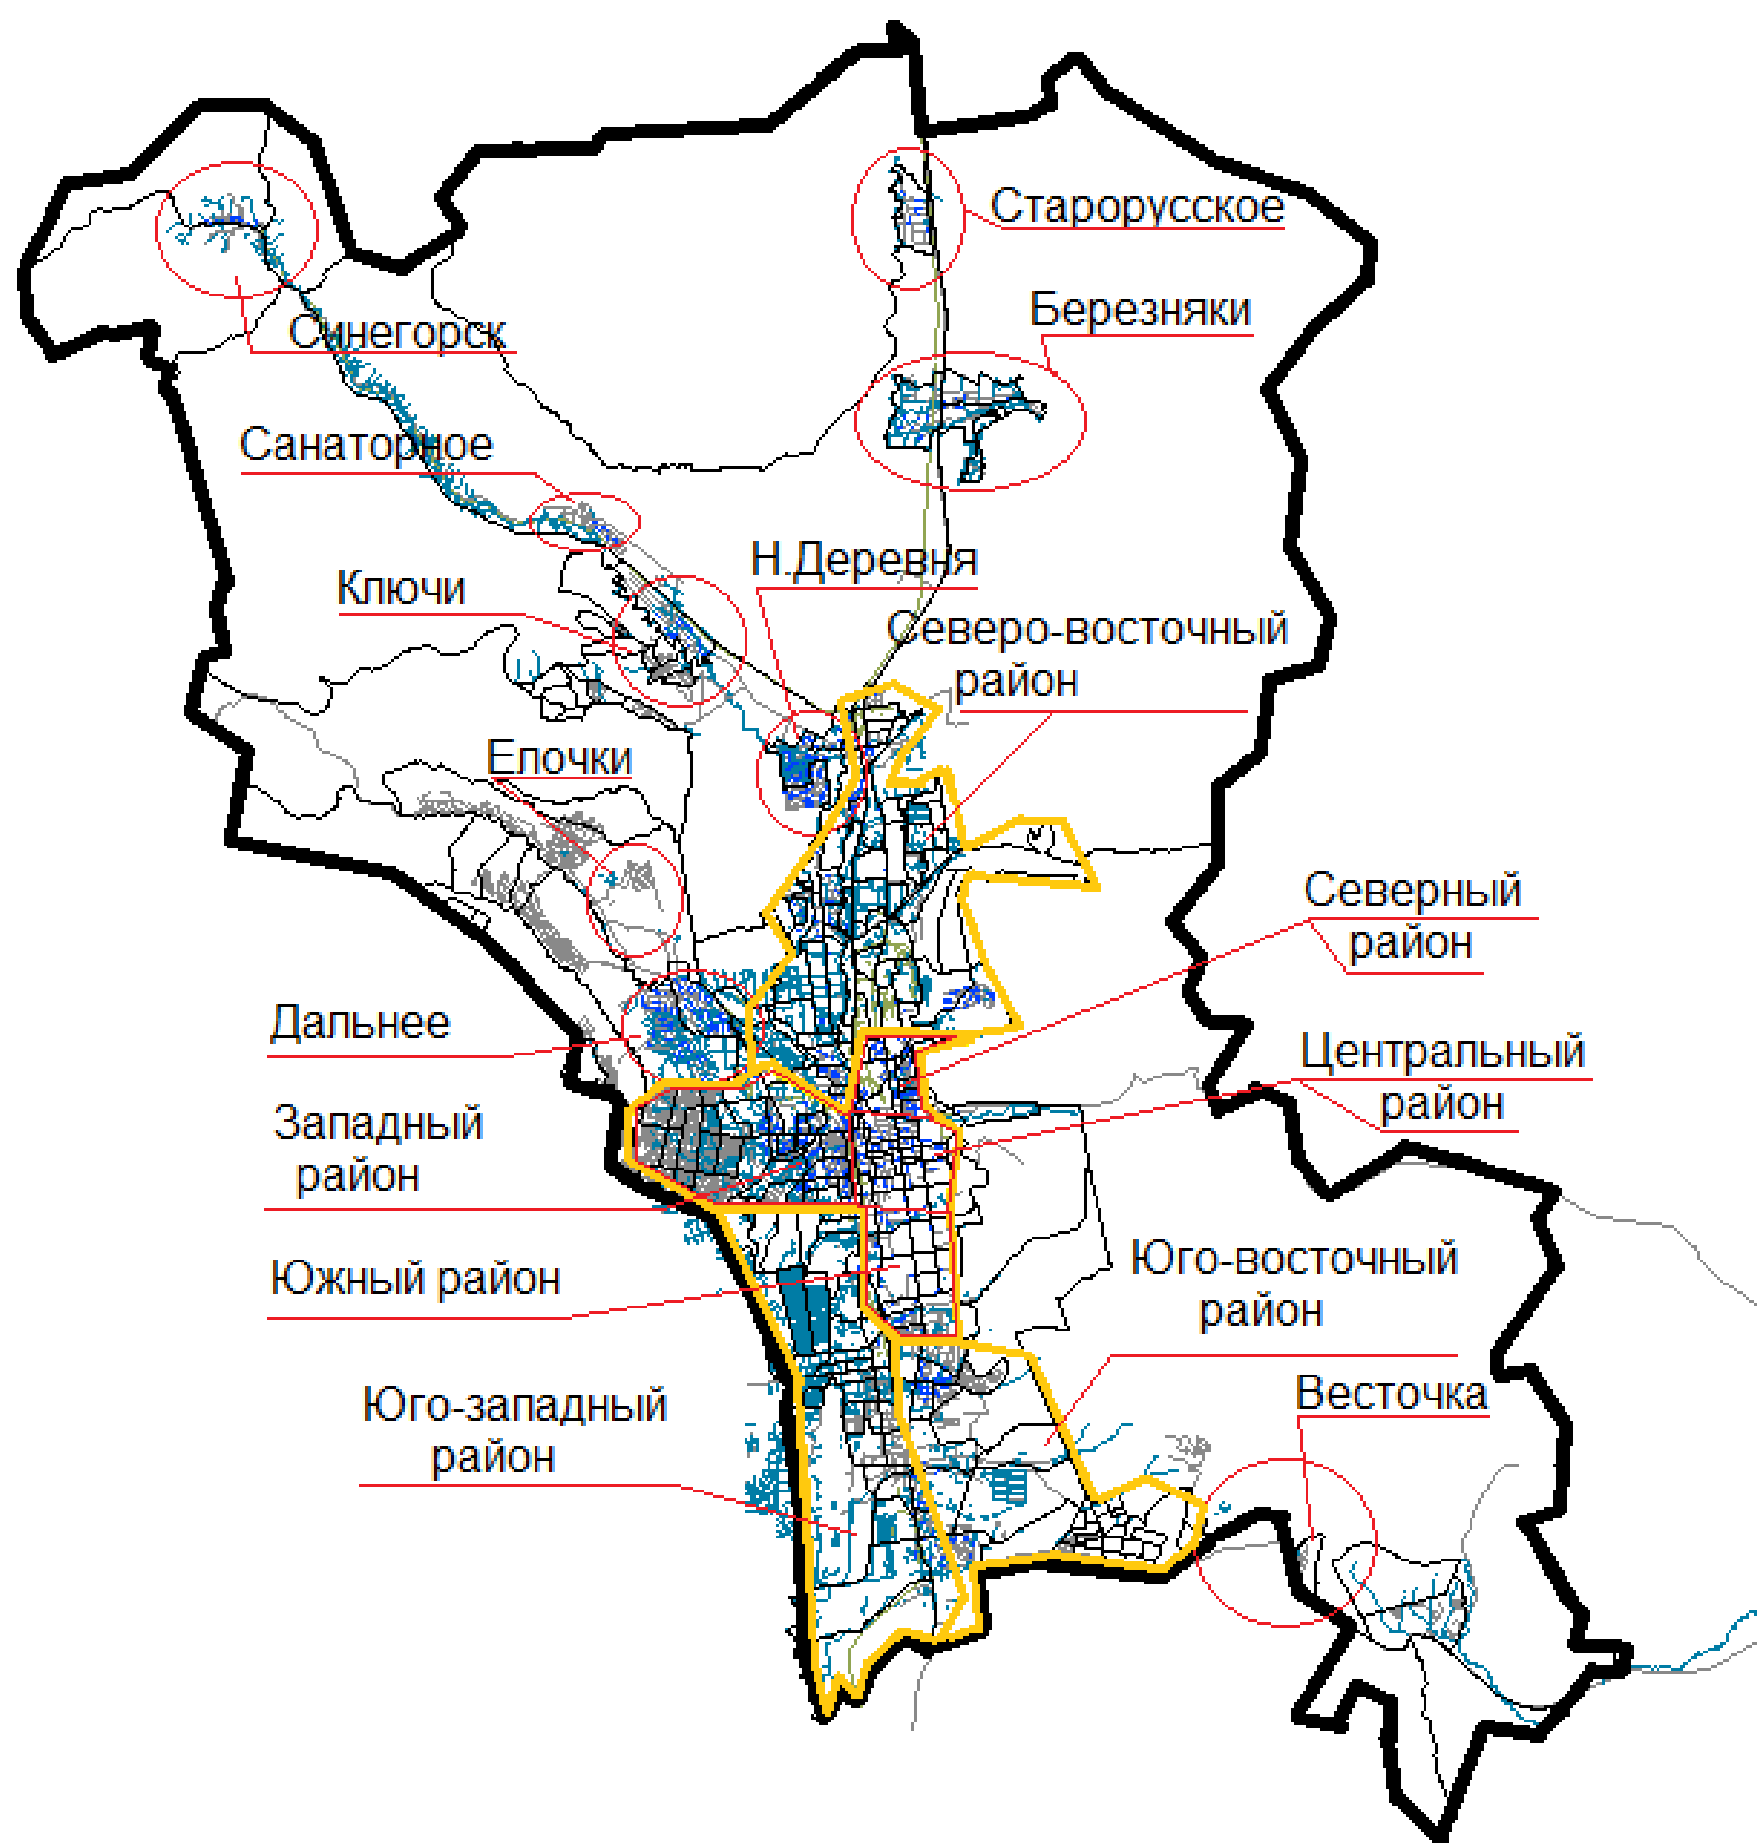 Старорусское
Березняки
Синегорск
Санаторное
Н.Деревня
Ключи
Северо-восточный
район
Елочки
Северный
район
Дальнее
Центральный
район
Западный
район
Южный район
Юго-восточный
район
Весточка
Юго-западный
район